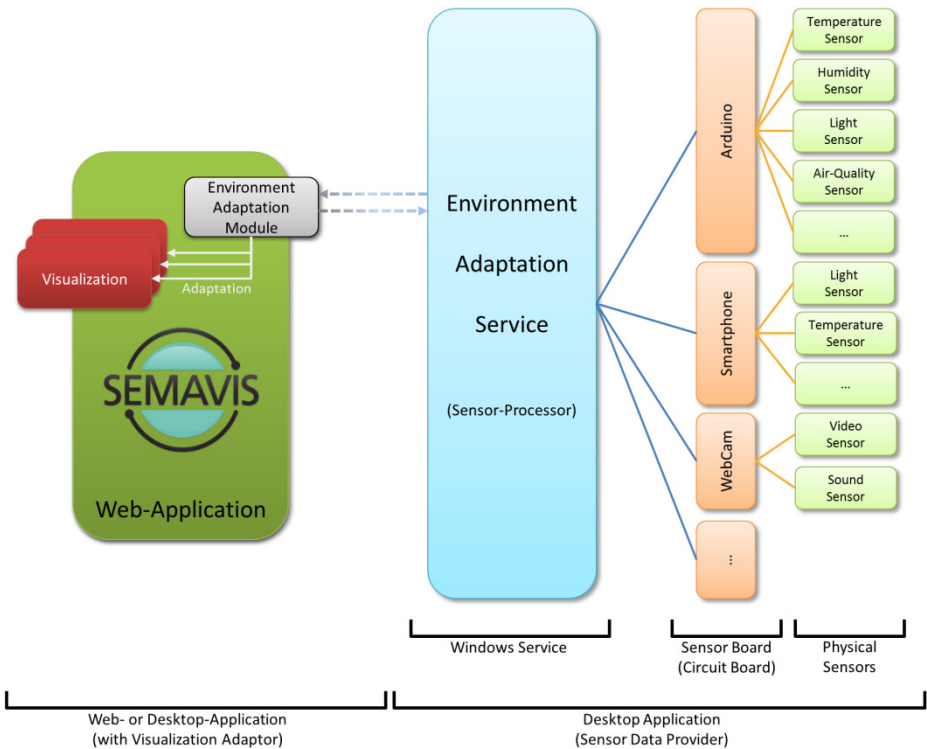 Environment
Adaptation
Module
Visualization
Adaptation
SEMAVIS
Web-Application
Environment
Adaptation
Service
(Sensor-Processor)
Arduino
Smartphone
WebCam
...
Temperature
Sensor
Humidity
Sensor
Light
Sensor
Air-Quality
Sensor
...
Light
Sensor
Temperature
Sensor
...
Video
Sensor
Sound
Sensor
Windows Service
Sensor Board
(Circuit Board)
Physical
Sensors
Web- or Desktop-Application
(with Visualization Adaptor)
Desktop Application
(Sensor Data Provider)